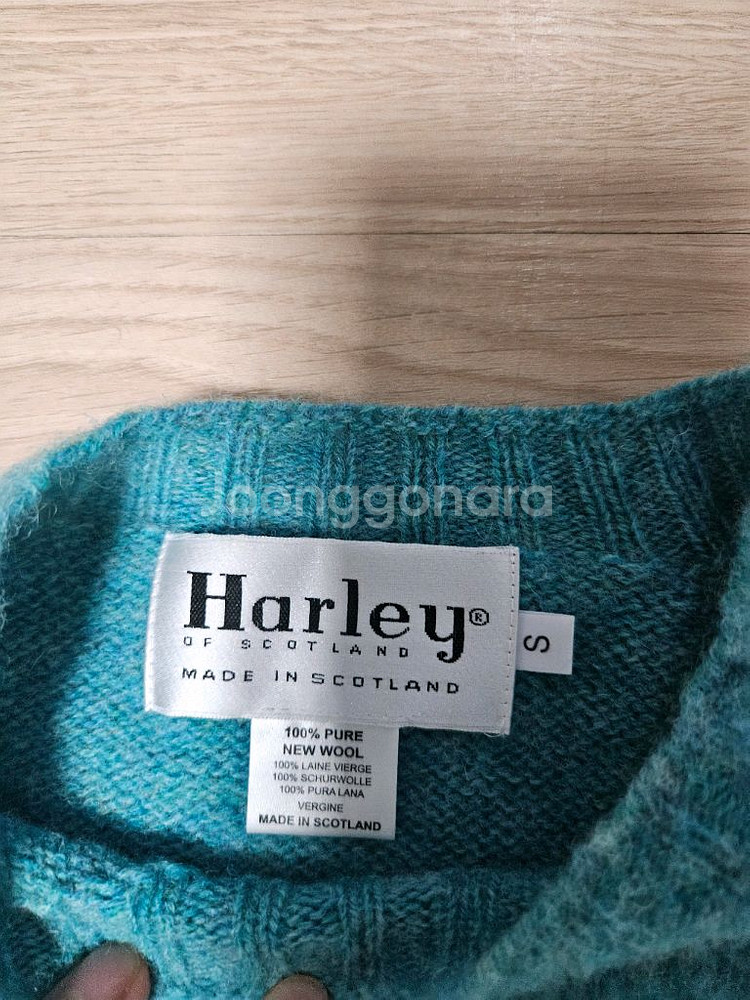 Joonggonara
Harley®
OF SCOTLAND
MADE IN SCOTLAND
S
100% PURE
NEW WOOL
100% LAINE VIERGE
100% SCHURWOLLE
100% PURA LANA
VERGINE
MADE IN SCOTLAND